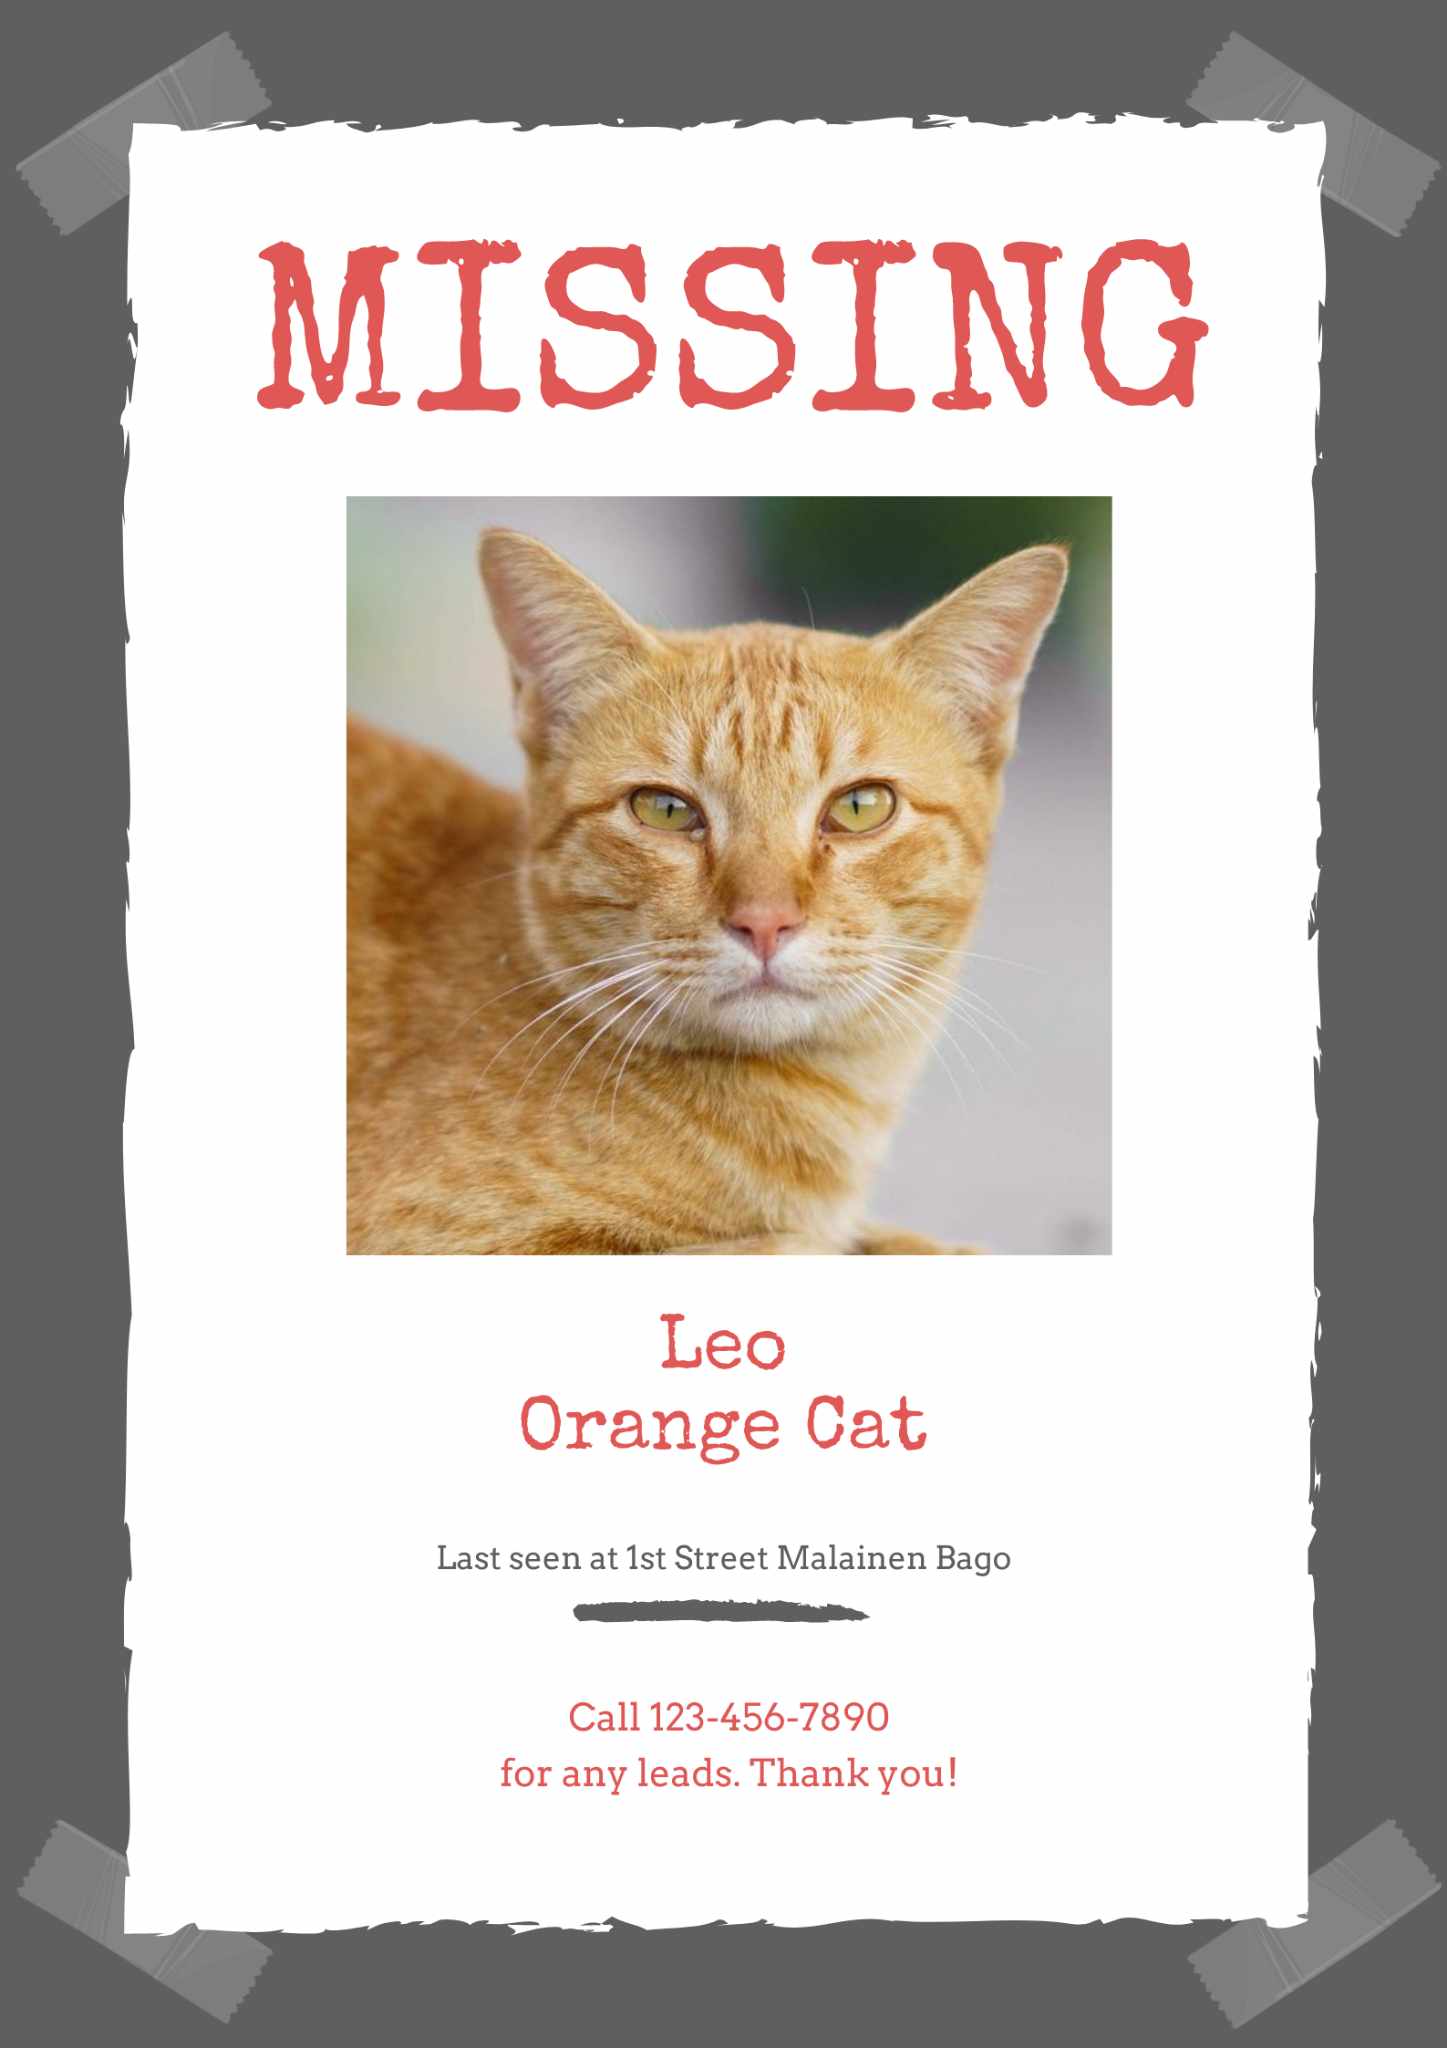 MISSING
Leo
Orange Cat
Last seen at 1st Street Malainen Bago
Call 123-456-7890
for any leads. Thank you!